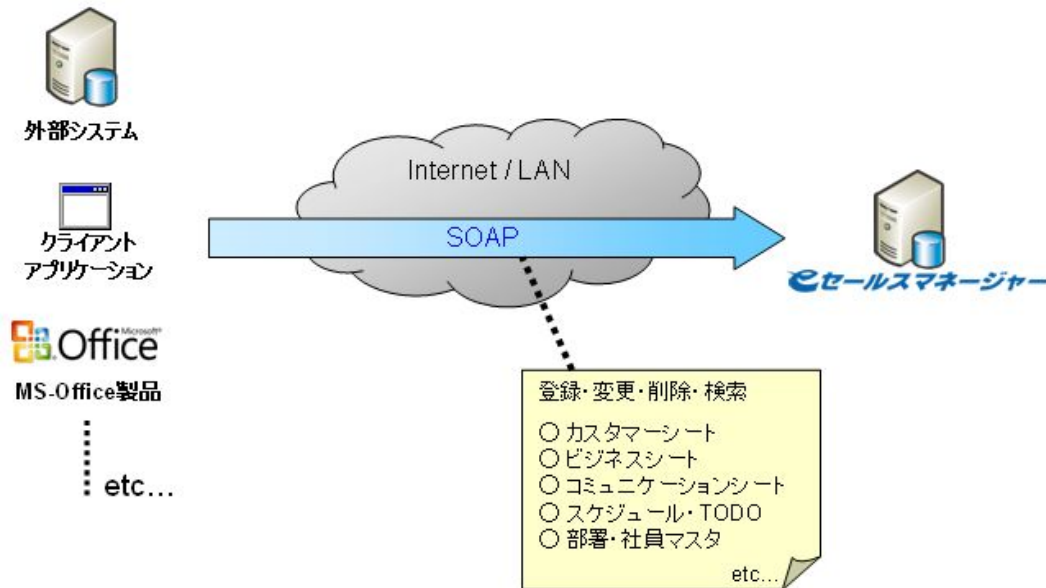 外部システム
クライアント
アプリケーション
Microsoft®
Office
MS-Office製品
etc...
Internet / LAN
SOAP
eセールスマネージャー
登録・変更・削除・検索
○ カスタマーシート
○ ビジネスシート
○ コミュニケーションシート
○ スケジュール・TODO
○ 部署・社員マスタ
etc...